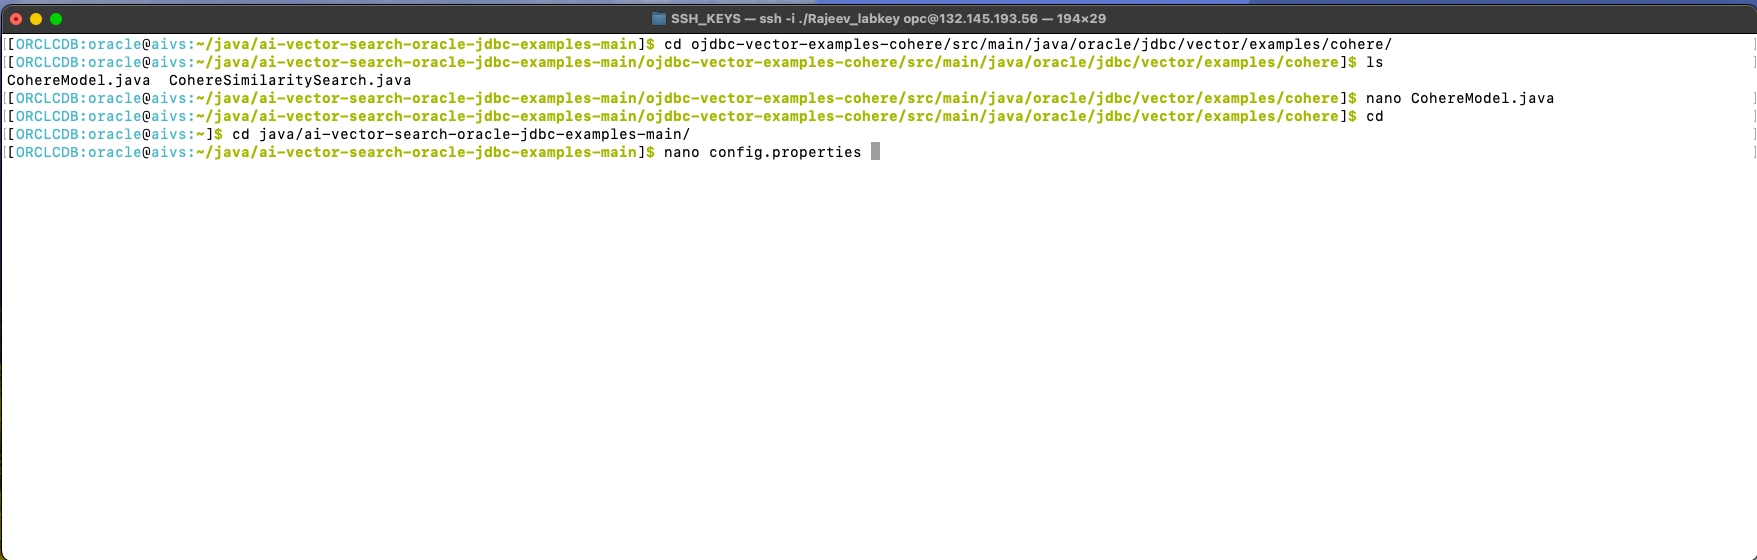 SSH_KEYS — ssh -i ./Rajeev_labkey opc@132.145.193.56 — 194×29
[[ORCLCDB:oracle@aivs:~/java/ai-vector-search-oracle-jdbc-examples-main]$ cd ojdbc-vector-examples-cohere/src/main/java/oracle/jdbc/vector/examples/cohere/ ]
[[ORCLCDB:oracle@aivs:~/java/ai-vector-search-oracle-jdbc-examples-main/ojdbc-vector-examples-cohere/src/main/java/oracle/jdbc/vector/examples/cohere]$ ls ]
CohereModel.java  CohereSimilaritySearch.java
[[ORCLCDB:oracle@aivs:~/java/ai-vector-search-oracle-jdbc-examples-main/ojdbc-vector-examples-cohere/src/main/java/oracle/jdbc/vector/examples/cohere]$ nano CohereModel.java ]
[[ORCLCDB:oracle@aivs:~/java/ai-vector-search-oracle-jdbc-examples-main/ojdbc-vector-examples-cohere/src/main/java/oracle/jdbc/vector/examples/cohere]$ cd ]
[[ORCLCDB:oracle@aivs:~]$ cd java/ai-vector-search-oracle-jdbc-examples-main/ ]
[[ORCLCDB:oracle@aivs:~/java/ai-vector-search-oracle-jdbc-examples-main]$ nano config.properties ]